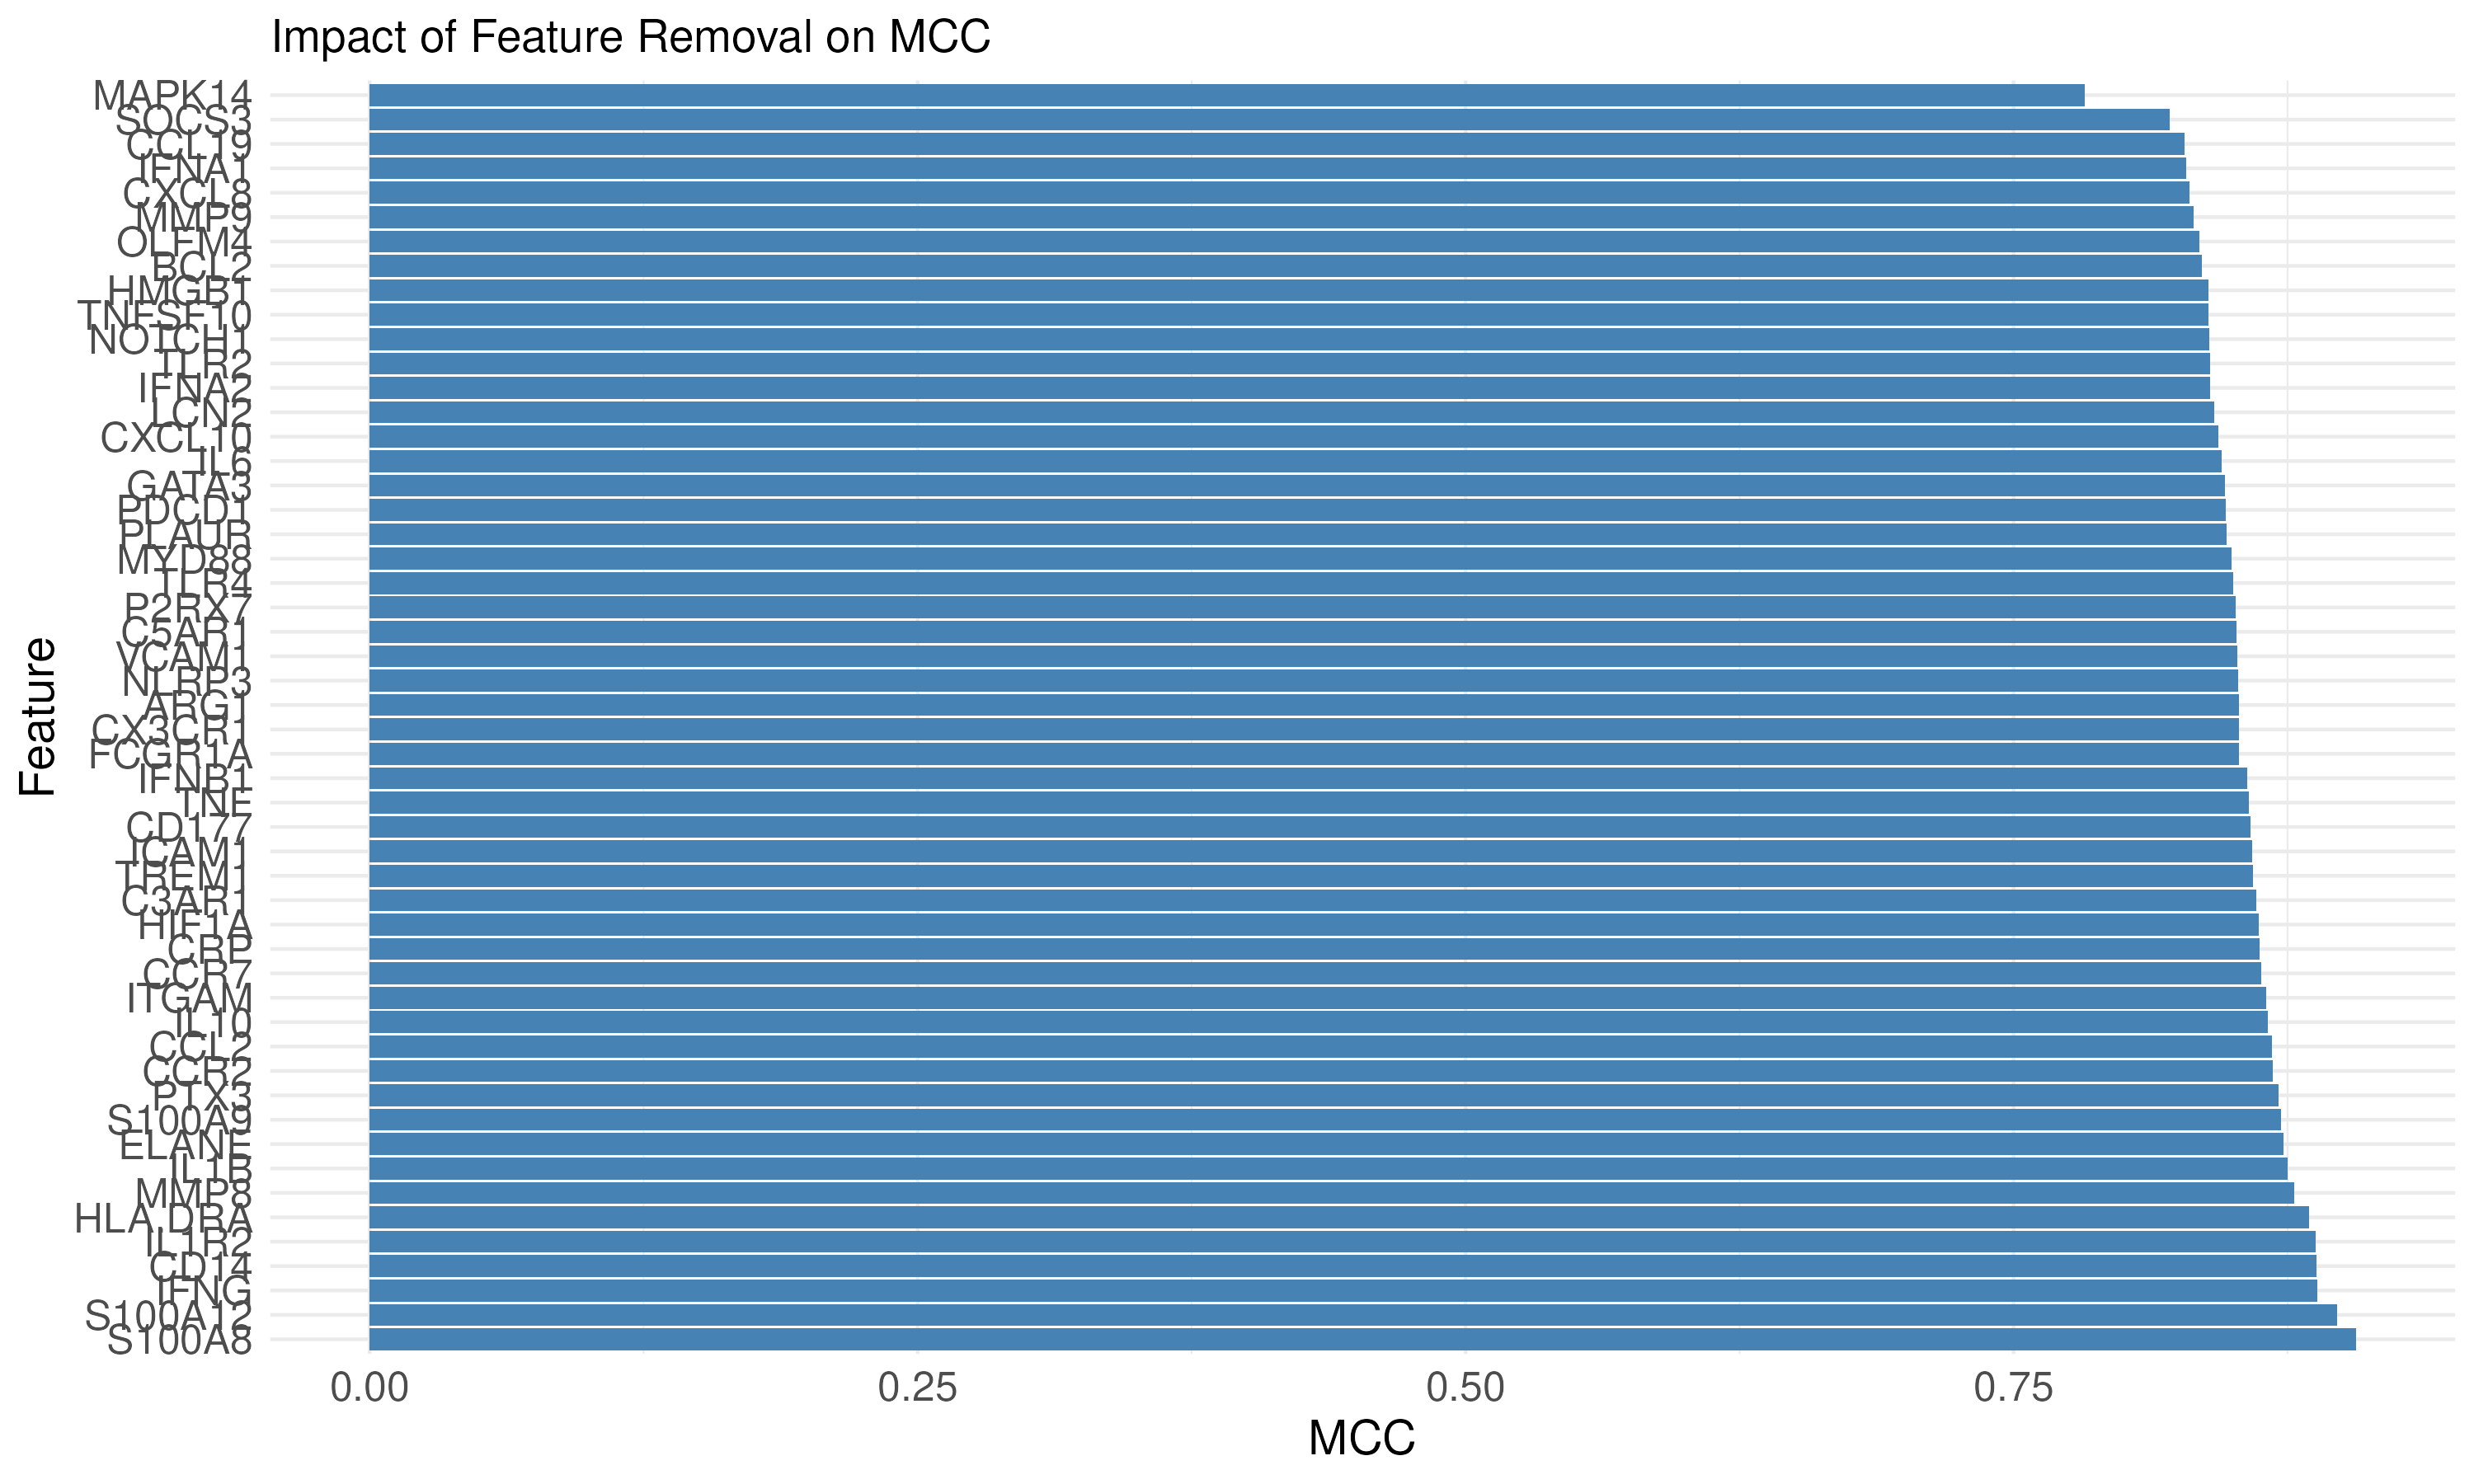 Impact of Feature Removal on MCC
MARK14
SOCS3
CCL19
IFNA1
CXCL8
MMP9
OLFM4
BCL2
HMGB1
TNFSF10
NOTCH1
TLR2
IFNA2
LCN2
CXCL10
IL6
GATA3
PDCD1
PLAUR
MYD88
TLR4
P2RX7
C5AR1
VCAM1
NLRP3
ARG1
CX3CR1
FCGR1A
IFNB1
TNF
CD177
ICAM1
TREM1
C3AR1
HIF1A
CRP
CCR7
ITGAM
IL10
CCL2
CCR2
PTX3
S100A9
ELANE
IL1B
MMP8
HLA.DRA
IL1R2
CD14
IFNG
S100A12
S100A8
Feature
0.00 0.25 0.50 0.75
MCC